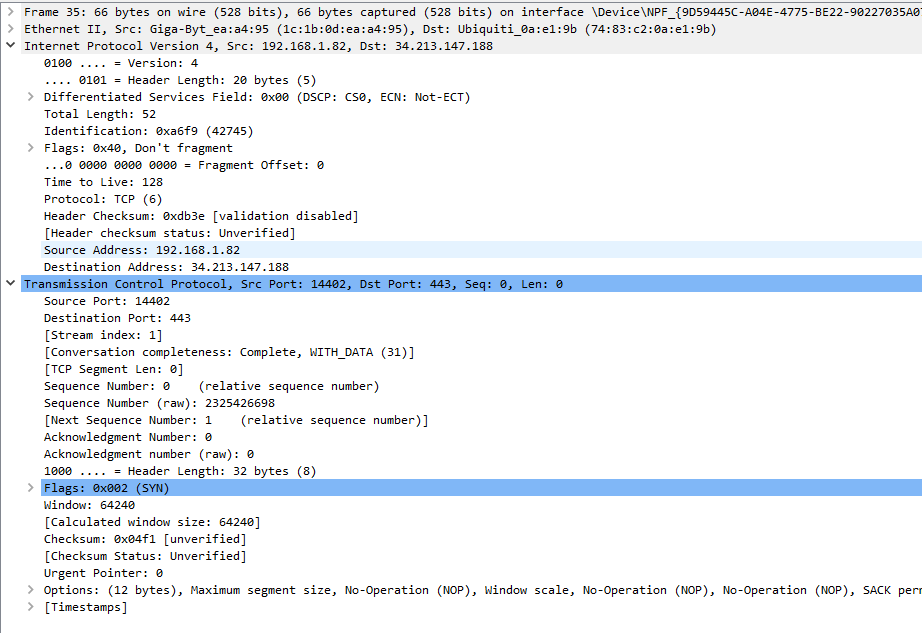 Frame 35: 66 bytes on wire (528 bits), 66 bytes captured (528 bits) on interface \Device\NPF_{9D59445C-A04E-4775-BE22-90227035A0
Ethernet II, Src: Giga-Byt_ea:a4:95 (1c:1b:0d:ea:a4:95), Dst: Ubiquiti_0a:e1:9b (74:83:c2:0a:e1:9b)
Internet Protocol Version 4, Src: 192.168.1.82, Dst: 34.213.147.188
0100 .... = Version: 4
.... 0101 = Header Length: 20 bytes (5)
Differentiated Services Field: 0x00 (DSCP: CS0, ECN: Not-ECT)
Total Length: 52
Identification: 0xa6f9 (42745)
Flags: 0x40, Don't fragment
...0 0000 0000 0000 = Fragment Offset: 0
Time to Live: 128
Protocol: TCP (6)
Header Checksum: 0xdb3e [validation disabled]
[Header checksum status: Unverified]
Source Address: 192.168.1.82
Destination Address: 34.213.147.188
Transmission Control Protocol, Src Port: 14402, Dst Port: 443, Seq: 0, Len: 0
Source Port: 14402
Destination Port: 443
[Stream index: 1]
[Conversation completeness: Complete, WITH_DATA (31)]
[TCP Segment Len: 0]
Sequence Number: 0    (relative sequence number)
Sequence Number (raw): 2325426698
[Next Sequence Number: 1    (relative sequence number)]
Acknowledgment Number: 0
Acknowledgment number (raw): 0
1000 .... = Header Length: 32 bytes (8)
Flags: 0x002 (SYN)
Window: 64240
[Calculated window size: 64240]
Checksum: 0x04f1 [unverified]
[Checksum Status: Unverified]
Urgent Pointer: 0
Options: (12 bytes), Maximum segment size, No-Operation (NOP), Window scale, No-Operation (NOP), No-Operation (NOP), SACK per
[Timestamps]